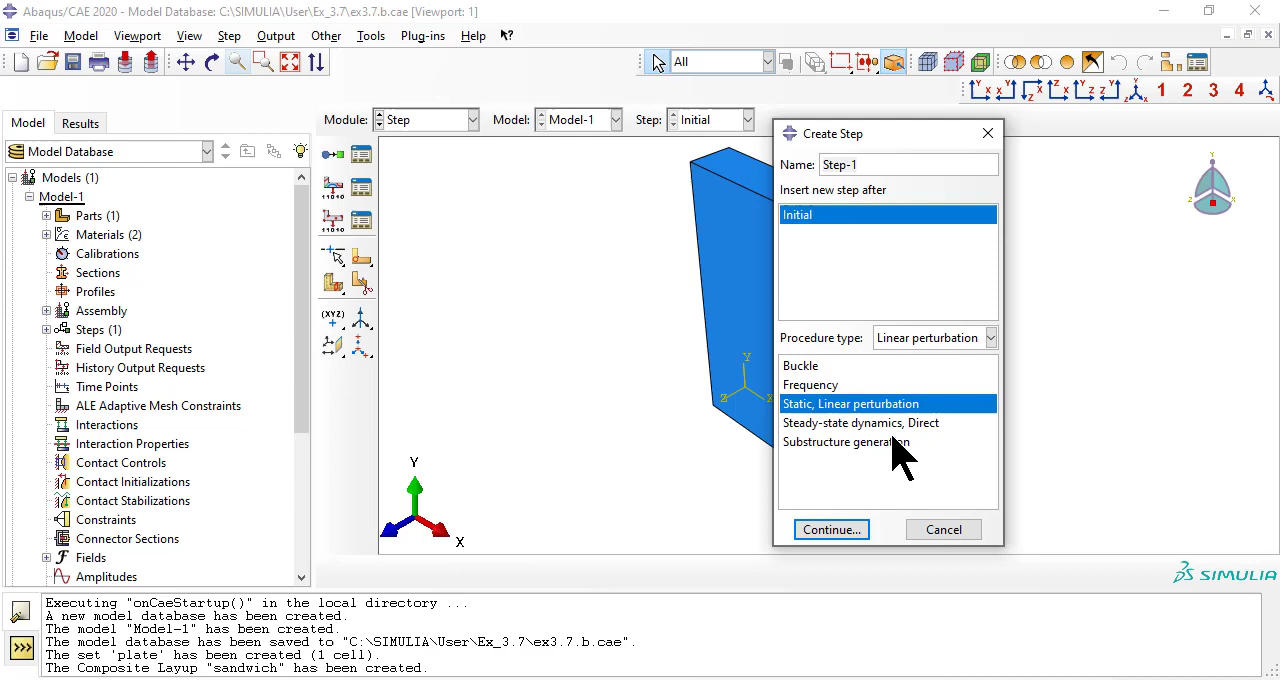 Abaqus/CAE 2020 - Model Database: C:\SIMULIA\User\Ex_3.7\ex3.7.b.cae [Viewport: 1]
File Model Viewport View Step Output Other Tools Plug-ins Help
All
1 2 3 4
Model Results
Module: Step Model: Model-1 Step: Initial
Model Database
Models (1)
Model-1
Parts (1)
Materials (2)
Calibrations
Sections
Profiles
Assembly
Steps (1)
Field Output Requests
History Output Requests
Time Points
ALE Adaptive Mesh Constraints
Interactions
Interaction Properties
Contact Controls
Contact Initializations
Contact Stabilizations
Constraints
Connector Sections
Fields
Amplitudes
Create Step
Name: Step-1
Insert new step after
Initial
Procedure type: Linear perturbation
Buckle
Frequency
Static, Linear perturbation
Steady-state dynamics, Direct
Substructure generation
Continue... Cancel
Y
Z X
Y
X
Y
Z X
SIMULIA
Executing "onCaeStartup()" in the local directory ...
A new model database has been created.
The model "Model-1" has been created.
The model database has been saved to "C:\SIMULIA\User\Ex_3.7\ex3.7.b.cae".
The set 'plate' has been created (1 cell).
The Composite Layup "sandwich" has been created.